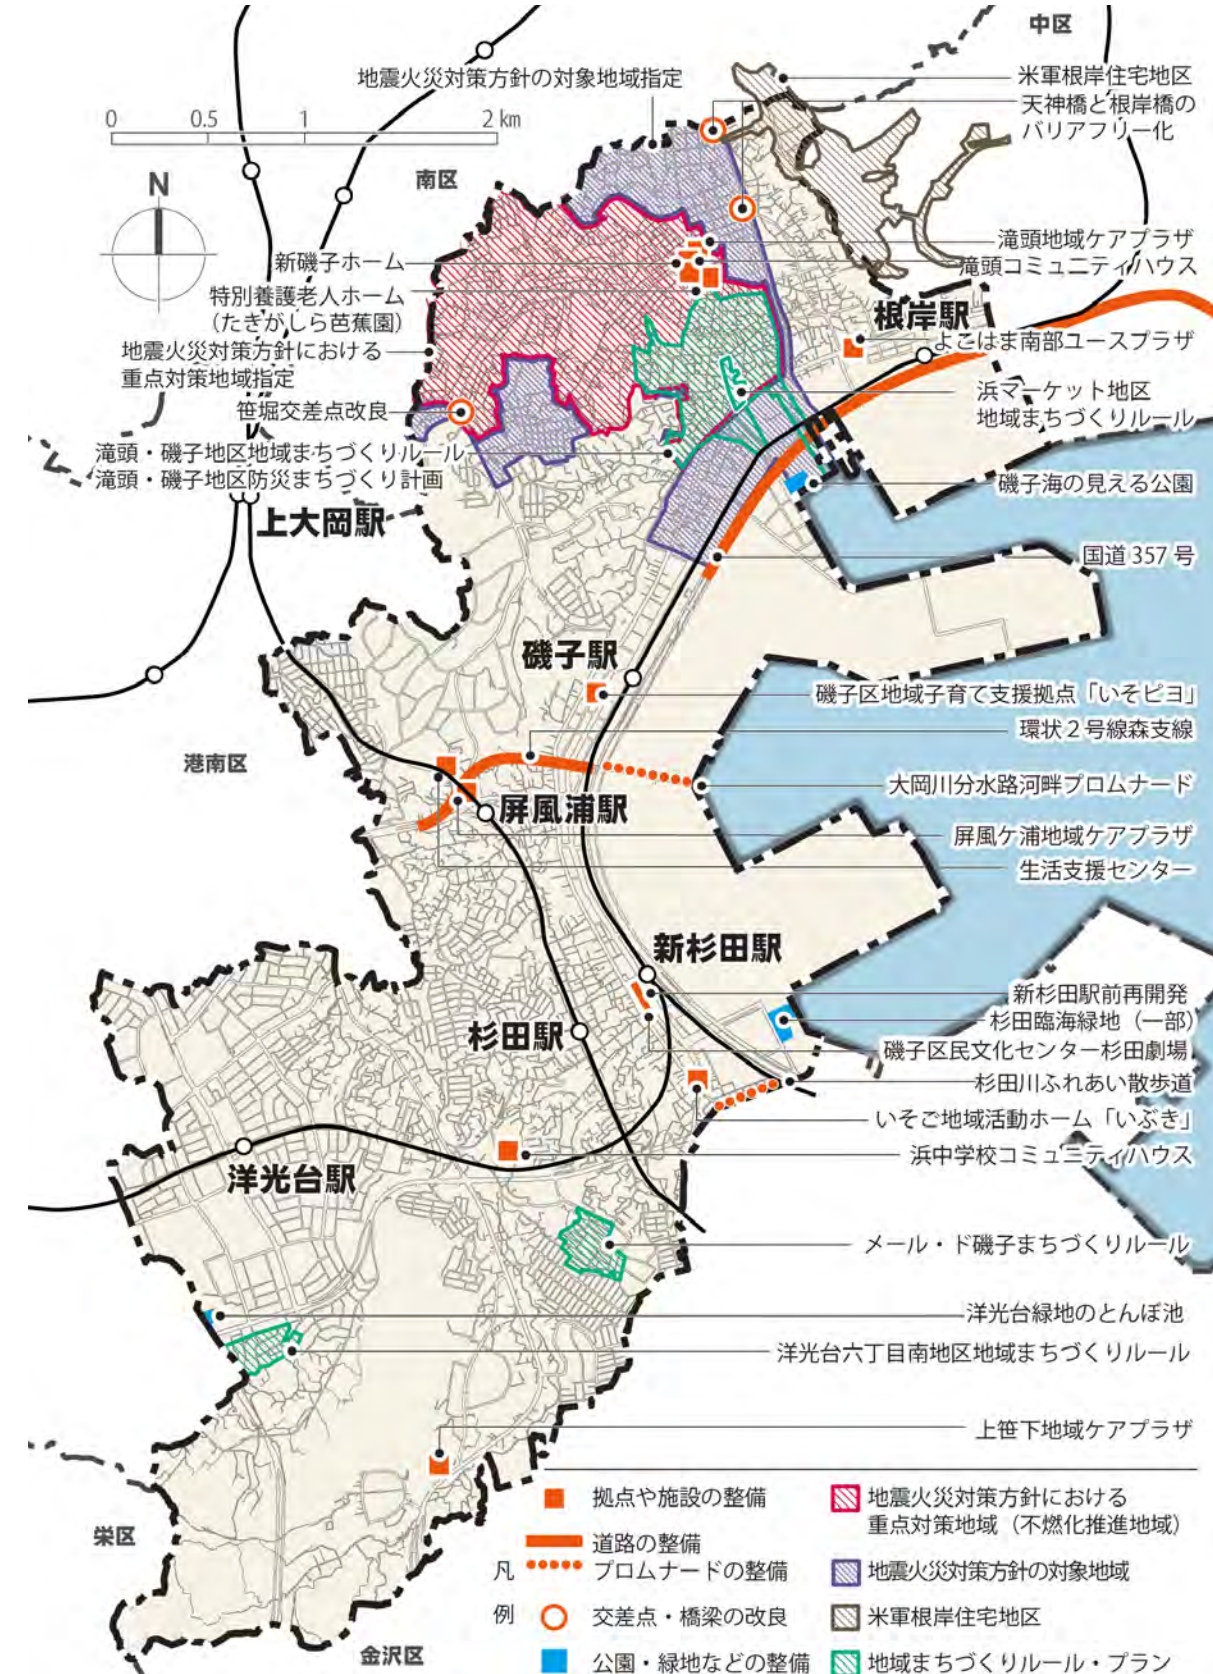 中区
地震火災対策方針の対象地域指定
米軍根岸住宅地区
天神橋と根岸橋の
バリアフリー化
0 0.5 1 2 km
N
南区
滝頭地域ケアプラザ
新磯子ホーム
滝頭コミュニティハウス
特別養護老人ホーム
（たきがしら芭蕉園）
根岸駅
よこはま南部ユースプラザ
地震火災対策方針における
重点対策地域指定
浜マーケット地区
地域まちづくりルール
笹堀交差点改良
滝頭・磯子地区地域まちづくりルール
滝頭・磯子地区防災まちづくり計画
磯子海の見える公園
上大岡駅
国道 357 号
磯子駅
磯子区地域子育て支援拠点「いそピヨ」
環状２号線森支線
港南区
大岡川分水路河畔プロムナード
屏風浦駅
屏風ケ浦地域ケアプラザ
生活支援センター
新杉田駅
新杉田駅前再開発
杉田臨海緑地（一部）
杉田駅
磯子区民文化センター杉田劇場
杉田川ふれあい散歩道
いそご地域活動ホーム「いぶき」
浜中学校コミュニティハウス
洋光台駅
メール・ド磯子まちづくりルール
洋光台緑地のとんぼ池
洋光台六丁目南地区地域まちづくりルール
上笹下地域ケアプラザ
栄区
金沢区
凡例
拠点や施設の整備
道路の整備
プロムナードの整備
交差点・橋梁の改良
公園・緑地などの整備
地震火災対策方針における
重点対策地域（不燃化推進地域）
地震火災対策方針の対象地域
米軍根岸住宅地区
地域まちづくりルール・プラン